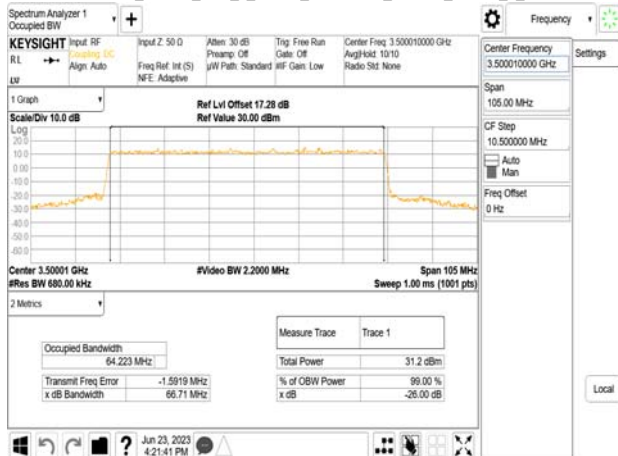 Spectrum Analyzer 1
Occupied BW
+
Frequency
KEYSIGHT Input: RF Input Z: 50 Ω Atten: 30 dB Trig: Free Run Center Freq: 3.500010000 GHz
RL Coupling: DC Preamp: Off Gate: Off Avg|Hold: 10/10
Align: Auto Freq Ref: Int (S) µW Path: Standard #IF Gain: Low Radio Std: None
NFE: Adaptive
LVI
Center Frequency
3.500010000 GHz
Settings
Span
105.00 MHz
CF Step
10.500000 MHz
Auto
Man
Freq Offset
0 Hz
Local
1 Graph
Ref Lvl Offset 17.28 dB
Scale/Div 10.0 dB Ref Value 30.00 dBm
Log
20.0
10.0
0.00
-10.0
-20.0
-30.0
-40.0
-50.0
-60.0
Center 3.50001 GHz #Video BW 2.2000 MHz Span 105 MHz
#Res BW 680.00 kHz Sweep 1.00 ms (1001 pts)
2 Metrics
Measure Trace Trace 1
Occupied Bandwidth
64.223 MHz Total Power 31.2 dBm
Transmit Freq Error -1.5919 MHz % of OBW Power 99.00 %
x dB Bandwidth 66.71 MHz x dB -26.00 dB
? Jun 23, 2023
4:21:41 PM